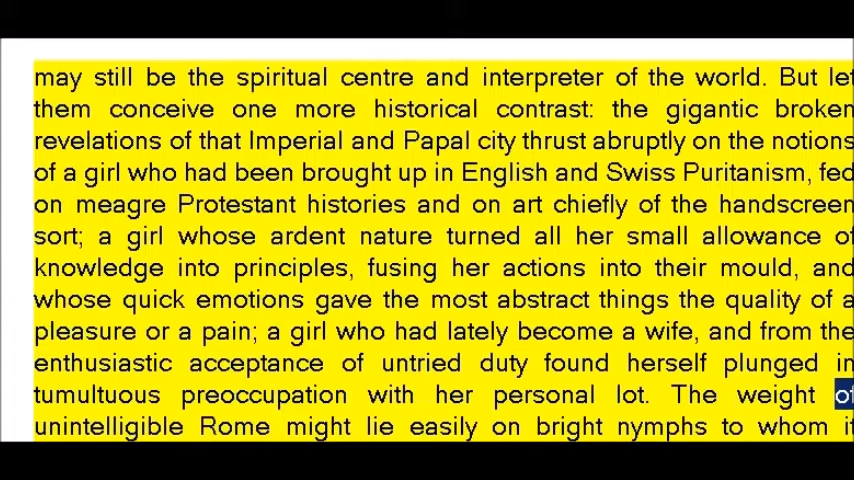 may still be the spiritual centre and interpreter of the world. But let
them conceive one more historical contrast: the gigantic broken
revelations of that Imperial and Papal city thrust abruptly on the notions
of a girl who had been brought up in English and Swiss Puritanism, fed
on meagre Protestant histories and on art chiefly of the handscreen
sort; a girl whose ardent nature turned all her small allowance of
knowledge into principles, fusing her actions into their mould, and
whose quick emotions gave the most abstract things the quality of a
pleasure or a pain; a girl who had lately become a wife, and from the
enthusiastic acceptance of untried duty found herself plunged in
tumultuous preoccupation with her personal lot. The weight of
unintelligible Rome might lie easily on bright nymphs to whom it